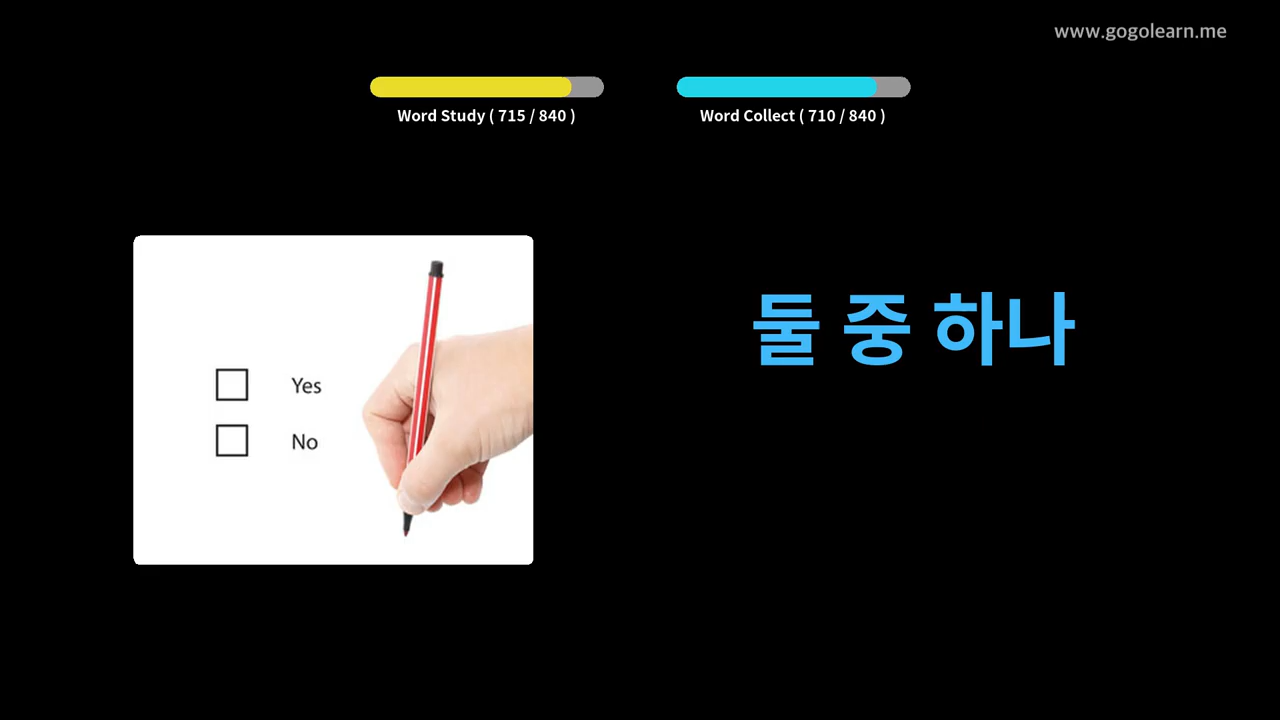 www.gogolearn.me
Word Study ( 715 / 840 )
Word Collect ( 710 / 840 )
둘 중 하나
Yes
No